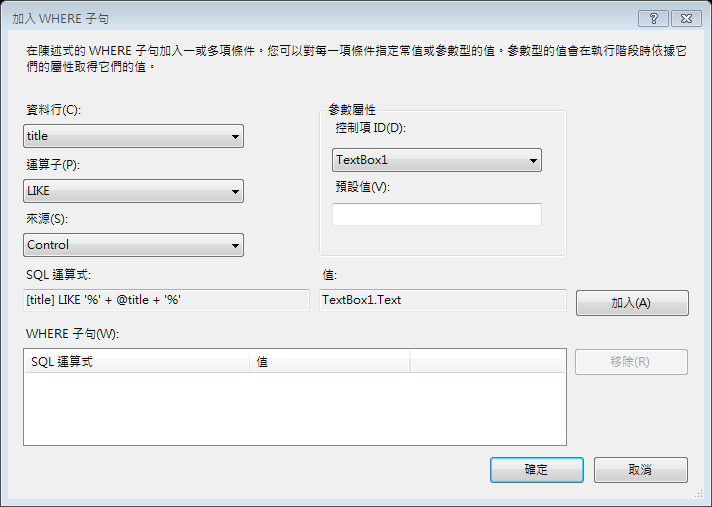 加入 WHERE 子句
在陳述式的 WHERE 子句加入一或多項條件。您可以對每一項條件指定常值或參數型的值。參數型的值會在執行階段時依據它
們的屬性取得它們的值。
資料行(C):
title
運算子(P):
LIKE
來源(S):
Control
參數屬性
控制項 ID(D):
TextBox1
預設值(V):
SQL 運算式:
[title] LIKE '%' + @title + '%'
值:
TextBox1.Text
加入(A)
WHERE 子句(W):
SQL 運算式
值
移除(R)
確定
取消